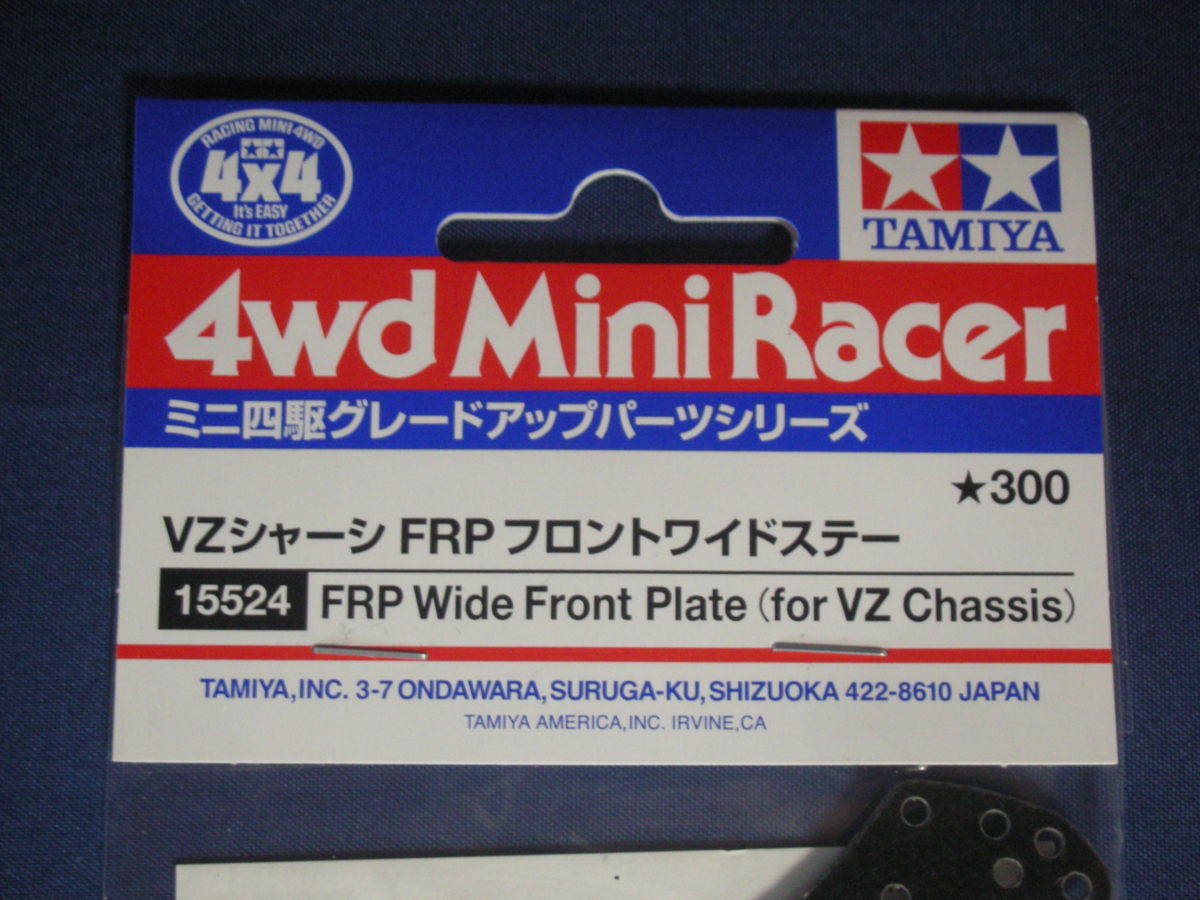 RACING MINI 4WD
4x4
It's EASY
GETTING IT TOGETHER
TAMIYA
4wd Mini Racer
ミニ四駆グレードアップパーツシリーズ
★300
VZシャーシ FRPフロントワイドステー
15524 FRP Wide Front Plate (for VZ Chassis)
TAMIYA,INC. 3-7 ONDAWARA, SURUGA-KU, SHIZUOKA 422-8610 JAPAN
TAMIYA AMERICA,INC. IRVINE,CA